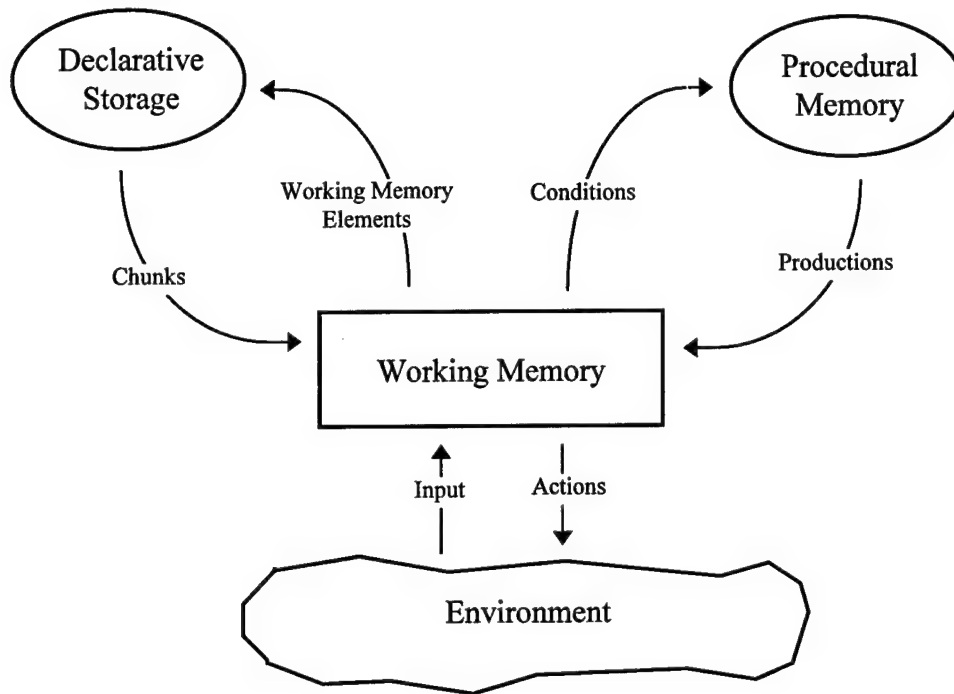 Declarative
Storage
Procedural
Memory
Working Memory
Elements
Conditions
Chunks
Productions
Working Memory
Input
Actions
Environment